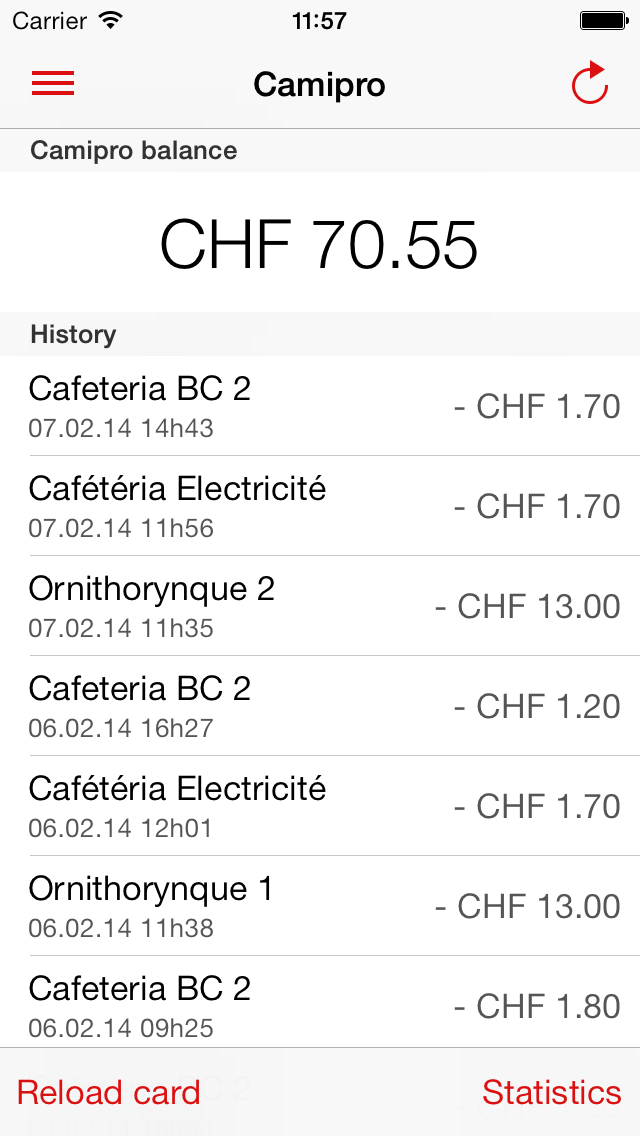 Carrier 11:57
Camipro
Camipro balance
CHF 70.55
History
Cafeteria BC 2
07.02.14 14h43
- CHF 1.70
Cafétéria Electricité
07.02.14 11h56
- CHF 1.70
Ornithorynque 2
07.02.14 11h35
- CHF 13.00
Cafeteria BC 2
06.02.14 16h27
- CHF 1.20
Cafétéria Electricité
06.02.14 12h01
- CHF 1.70
Ornithorynque 1
06.02.14 11h38
- CHF 13.00
Cafeteria BC 2
06.02.14 09h25
- CHF 1.80
Reload card
Statistics